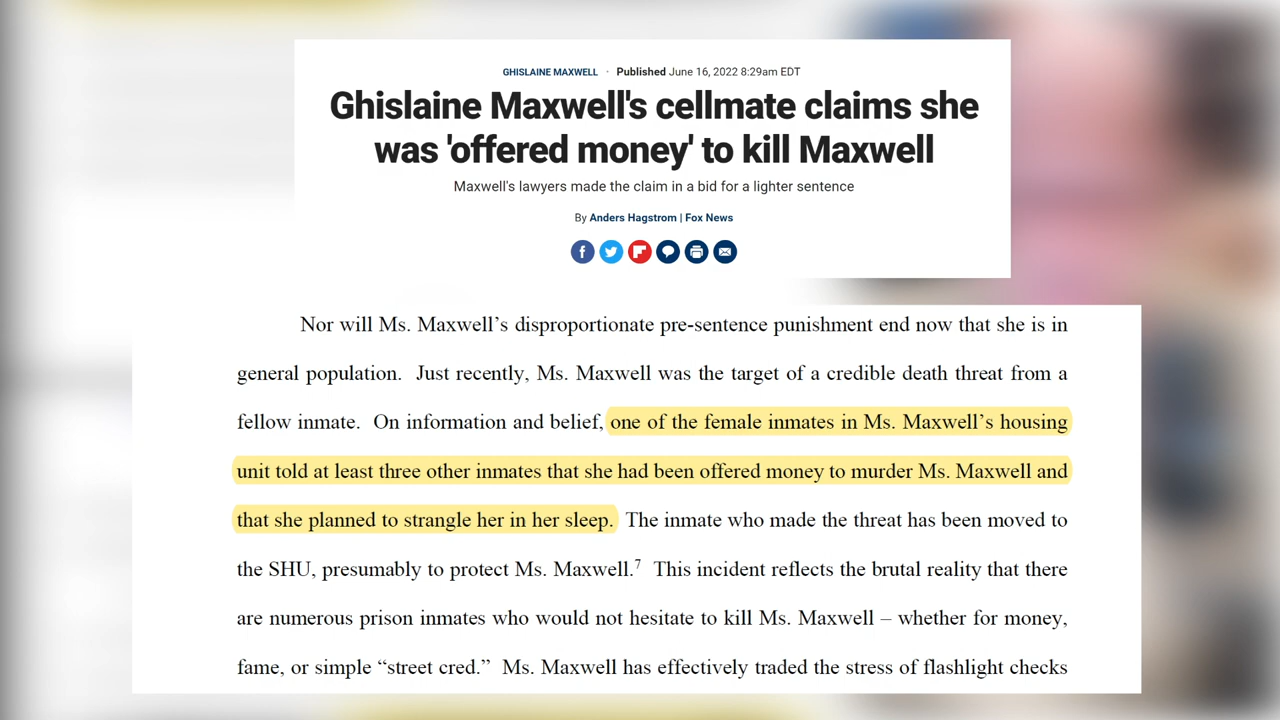 GHISLAINE MAXWELL · Published June 16, 2022 8:29am EDT
Ghislaine Maxwell's cellmate claims she
was 'offered money' to kill Maxwell
Maxwell's lawyers made the claim in a bid for a lighter sentence
By Anders Hagstrom | Fox News
Nor will Ms. Maxwell’s disproportionate pre-sentence punishment end now that she is in
general population. Just recently, Ms. Maxwell was the target of a credible death threat from a
fellow inmate. On information and belief, one of the female inmates in Ms. Maxwell’s housing
unit told at least three other inmates that she had been offered money to murder Ms. Maxwell and
that she planned to strangle her in her sleep. The inmate who made the threat has been moved to
the SHU, presumably to protect Ms. Maxwell.7 This incident reflects the brutal reality that there
are numerous prison inmates who would not hesitate to kill Ms. Maxwell – whether for money,
fame, or simple “street cred.” Ms. Maxwell has effectively traded the stress of flashlight checks